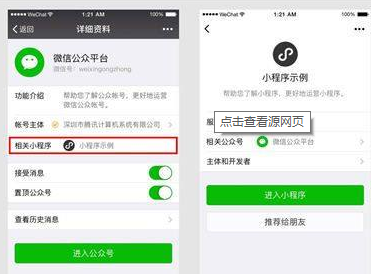 WeChat
1:21 AM
100%
返回
详细资料
微信公众平台
微信号: weixingongzhong
功能介绍
帮助您了解公众帐号,更好地运营
微信公众帐号。
帐号主体
深圳市腾讯计算机系统有限公司
相关小程序
小程序示例
接受消息
置顶公众号
查看历史消息
进入公众号
WeChat
1:21 AM
100%
小程序示例
帮助您了解小程序,更好地运营小程序。
服
点击查看源网页
相关公众号
微信公众平台
主体和开发者
进入小程序
推荐给朋友